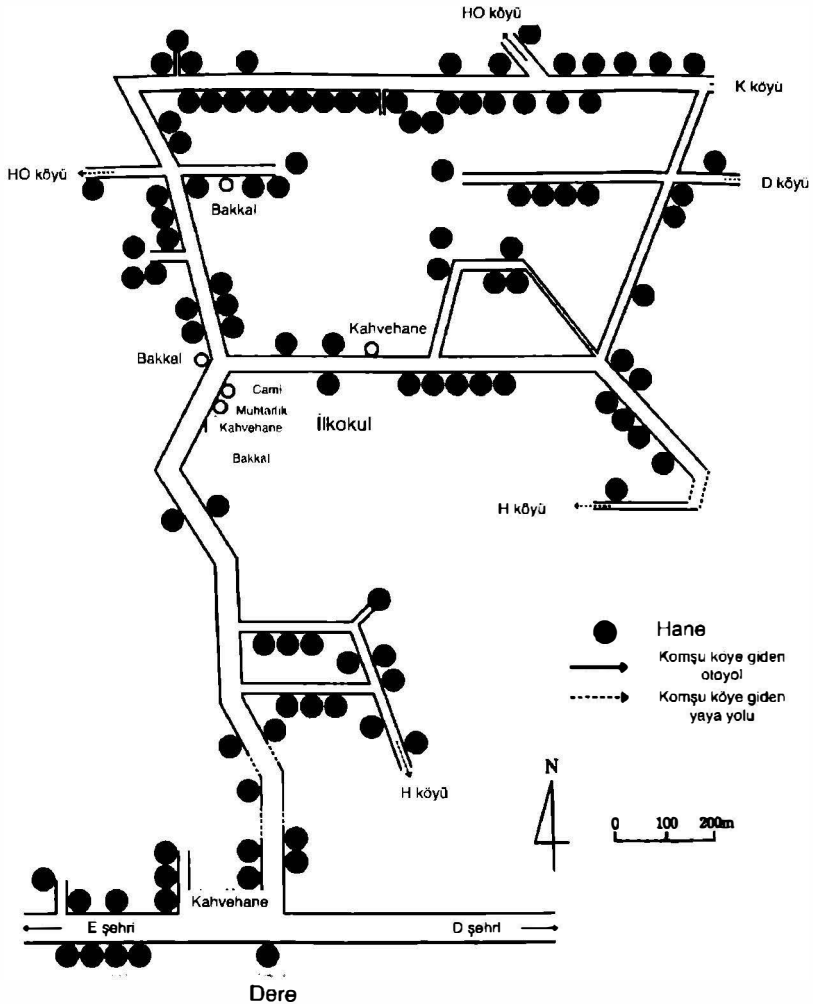 HO köyü
K köyü
HO köyü
D köyü
Bakkal
Kahvehane
Bakkal
Cami
Muhtarlık
Kahvehane
İlkokul
Bakkal
H köyü
Hane
Komşu köye giden
otoyol
Komşu köye giden
yaya yolu
N
H köyü
0 100 200m
Kahvehane
E şehri
D şehri
Dere